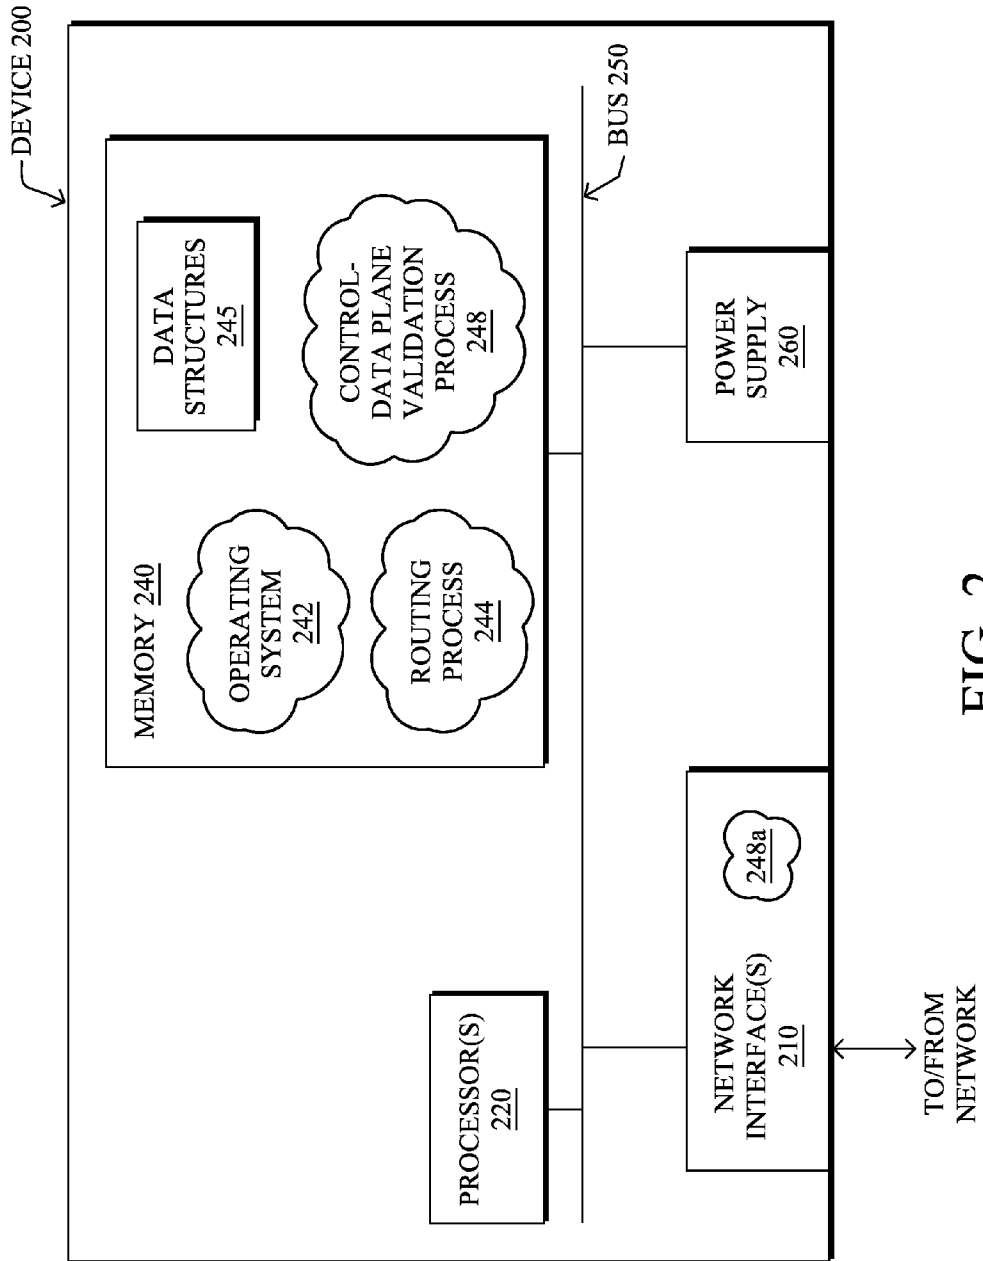 DEVICE 200
MEMORY 240
OPERATING
SYSTEM
242
DATA
STRUCTURES
245
ROUTING
PROCESS
244
CONTROL-
DATA PLANE
VALIDATION
PROCESS
248
PROCESSOR(S)
220
BUS 250
NETWORK
INTERFACE(S)
210
248a
POWER
SUPPLY
260
TO/FROM
NETWORK
FIG. 2